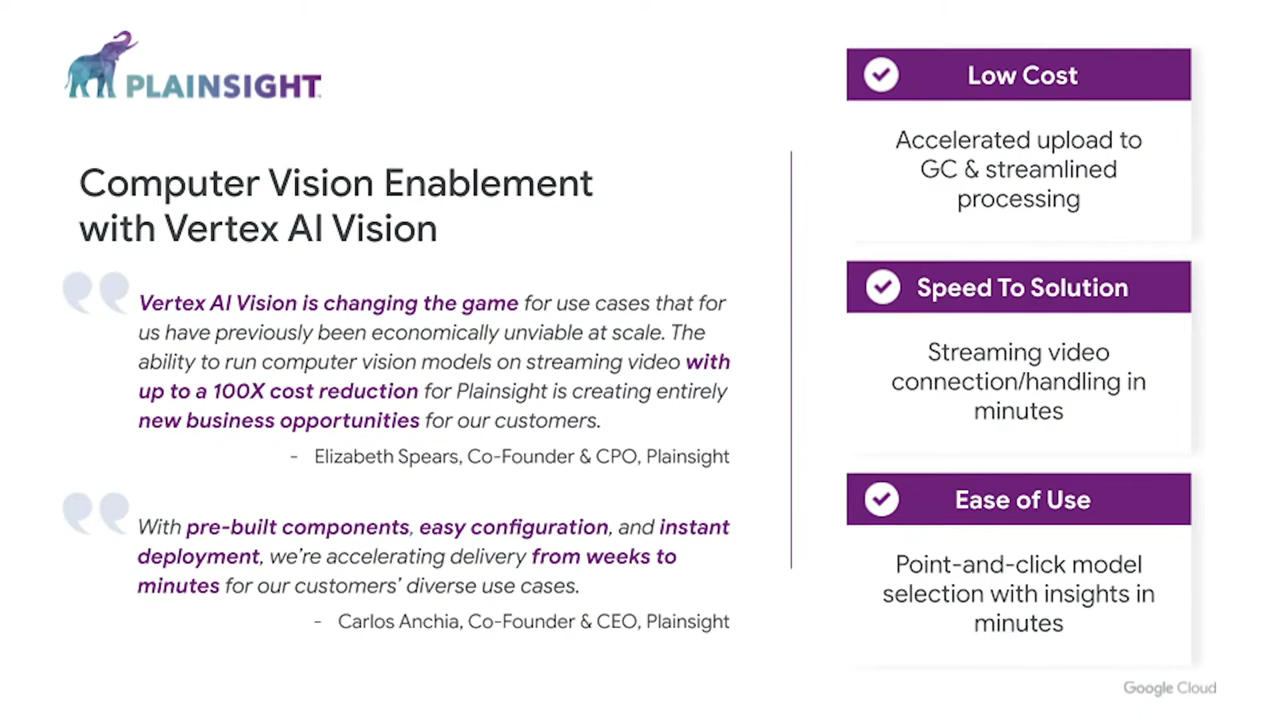 PLAINSIGHT
Computer Vision Enablement
with Vertex AI Vision
Vertex AI Vision is changing the game for use cases that for
us have previously been economically unviable at scale. The
ability to run computer vision models on streaming video with
up to a 100X cost reduction for Plainsight is creating entirely
new business opportunities for our customers.
- Elizabeth Spears, Co-Founder & CPO, Plainsight
With pre-built components, easy configuration, and instant
deployment, we’re accelerating delivery from weeks to
minutes for our customers’ diverse use cases.
- Carlos Anchia, Co-Founder & CEO, Plainsight
Low Cost
Accelerated upload to
GC & streamlined
processing
Speed To Solution
Streaming video
connection/handling in
minutes
Ease of Use
Point-and-click model
selection with insights in
minutes
Google Cloud